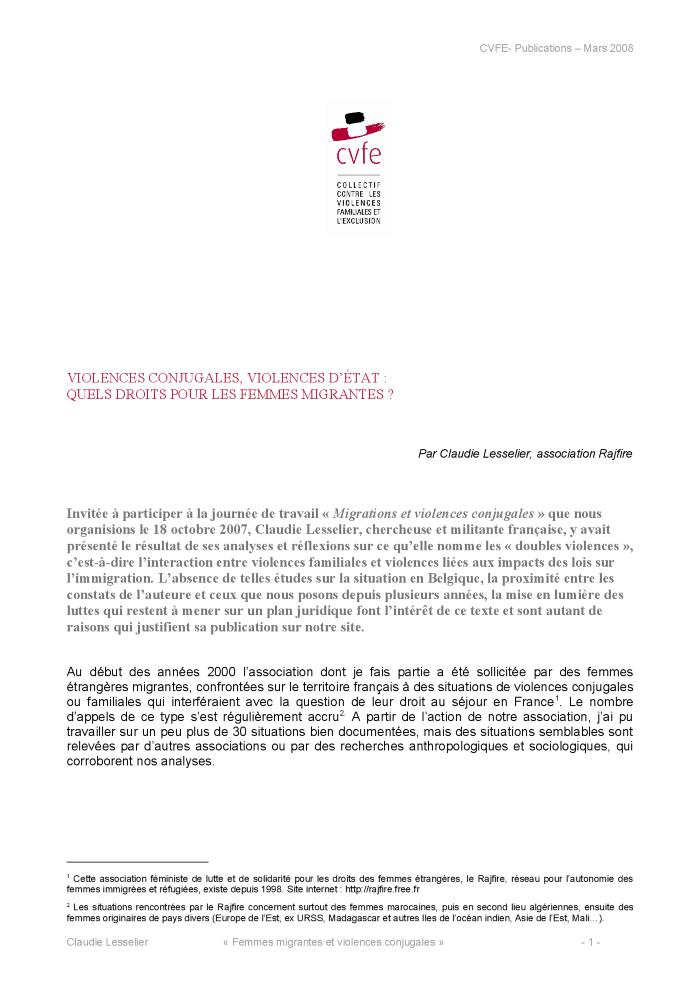 CVFE- Publications – Mars 2008
cvfe
COLLECTIF
CONTRE LES
VIOLENCES
FAMILIALES ET
L'EXCLUSION
VIOLENCES CONJUGALES, VIOLENCES D'ÉTAT :
QUELS DROITS POUR LES FEMMES MIGRANTES ?
Par Claudie Lesselier, association Rajfire
Invitée à participer à la journée de travail « Migrations et violences conjugales » que nous
organisions le 18 octobre 2007, Claudie Lesselier, chercheuse et militante française, y avait
présenté le résultat de ses analyses et réflexions sur ce qu'elle nomme les « doubles violences »,
c'est-à-dire l'interaction entre violences familiales et violences liées aux impacts des lois sur
l'immigration. L'absence de telles études sur la situation en Belgique, la proximité entre les
constats de l'auteure et ceux que nous posons depuis plusieurs années, la mise en lumière des
luttes qui restent à mener sur un plan juridique font l'intérêt de ce texte et sont autant de
raisons qui justifient sa publication sur notre site.
Au début des années 2000 l'association dont je fais partie a été sollicitée par des femmes
étrangères migrantes, confrontées sur le territoire français à des situations de violences conjugales
ou familiales qui interféraient avec la question de leur droit au séjour en France1. Le nombre
d'appels de ce type s'est régulièrement accru2. A partir de l'action de notre association, j'ai pu
travailler sur un peu plus de 30 situations bien documentées, mais des situations semblables sont
relevées par d'autres associations ou par des recherches anthropologiques et sociologiques, qui
corroborent nos analyses.
1 Cette association féministe de lutte et de solidarité pour les droits des femmes étrangères, le Rajfire, réseau pour l'autonomie des
femmes immigrées et réfugiées, existe depuis 1998. Site internet : http://rajfire.free.fr
2 Les situations rencontrées par le Rajfire concernent surtout des femmes marocaines, puis en second lieu algériennes, ensuite des
femmes originaires de pays divers (Europe de l'Est, ex URSS, Madagascar et autres Iles de l'océan indien, Asie de l'Est, Mali…).
Claudie Lesselier « Femmes migrantes et violences conjugales » - 1 -